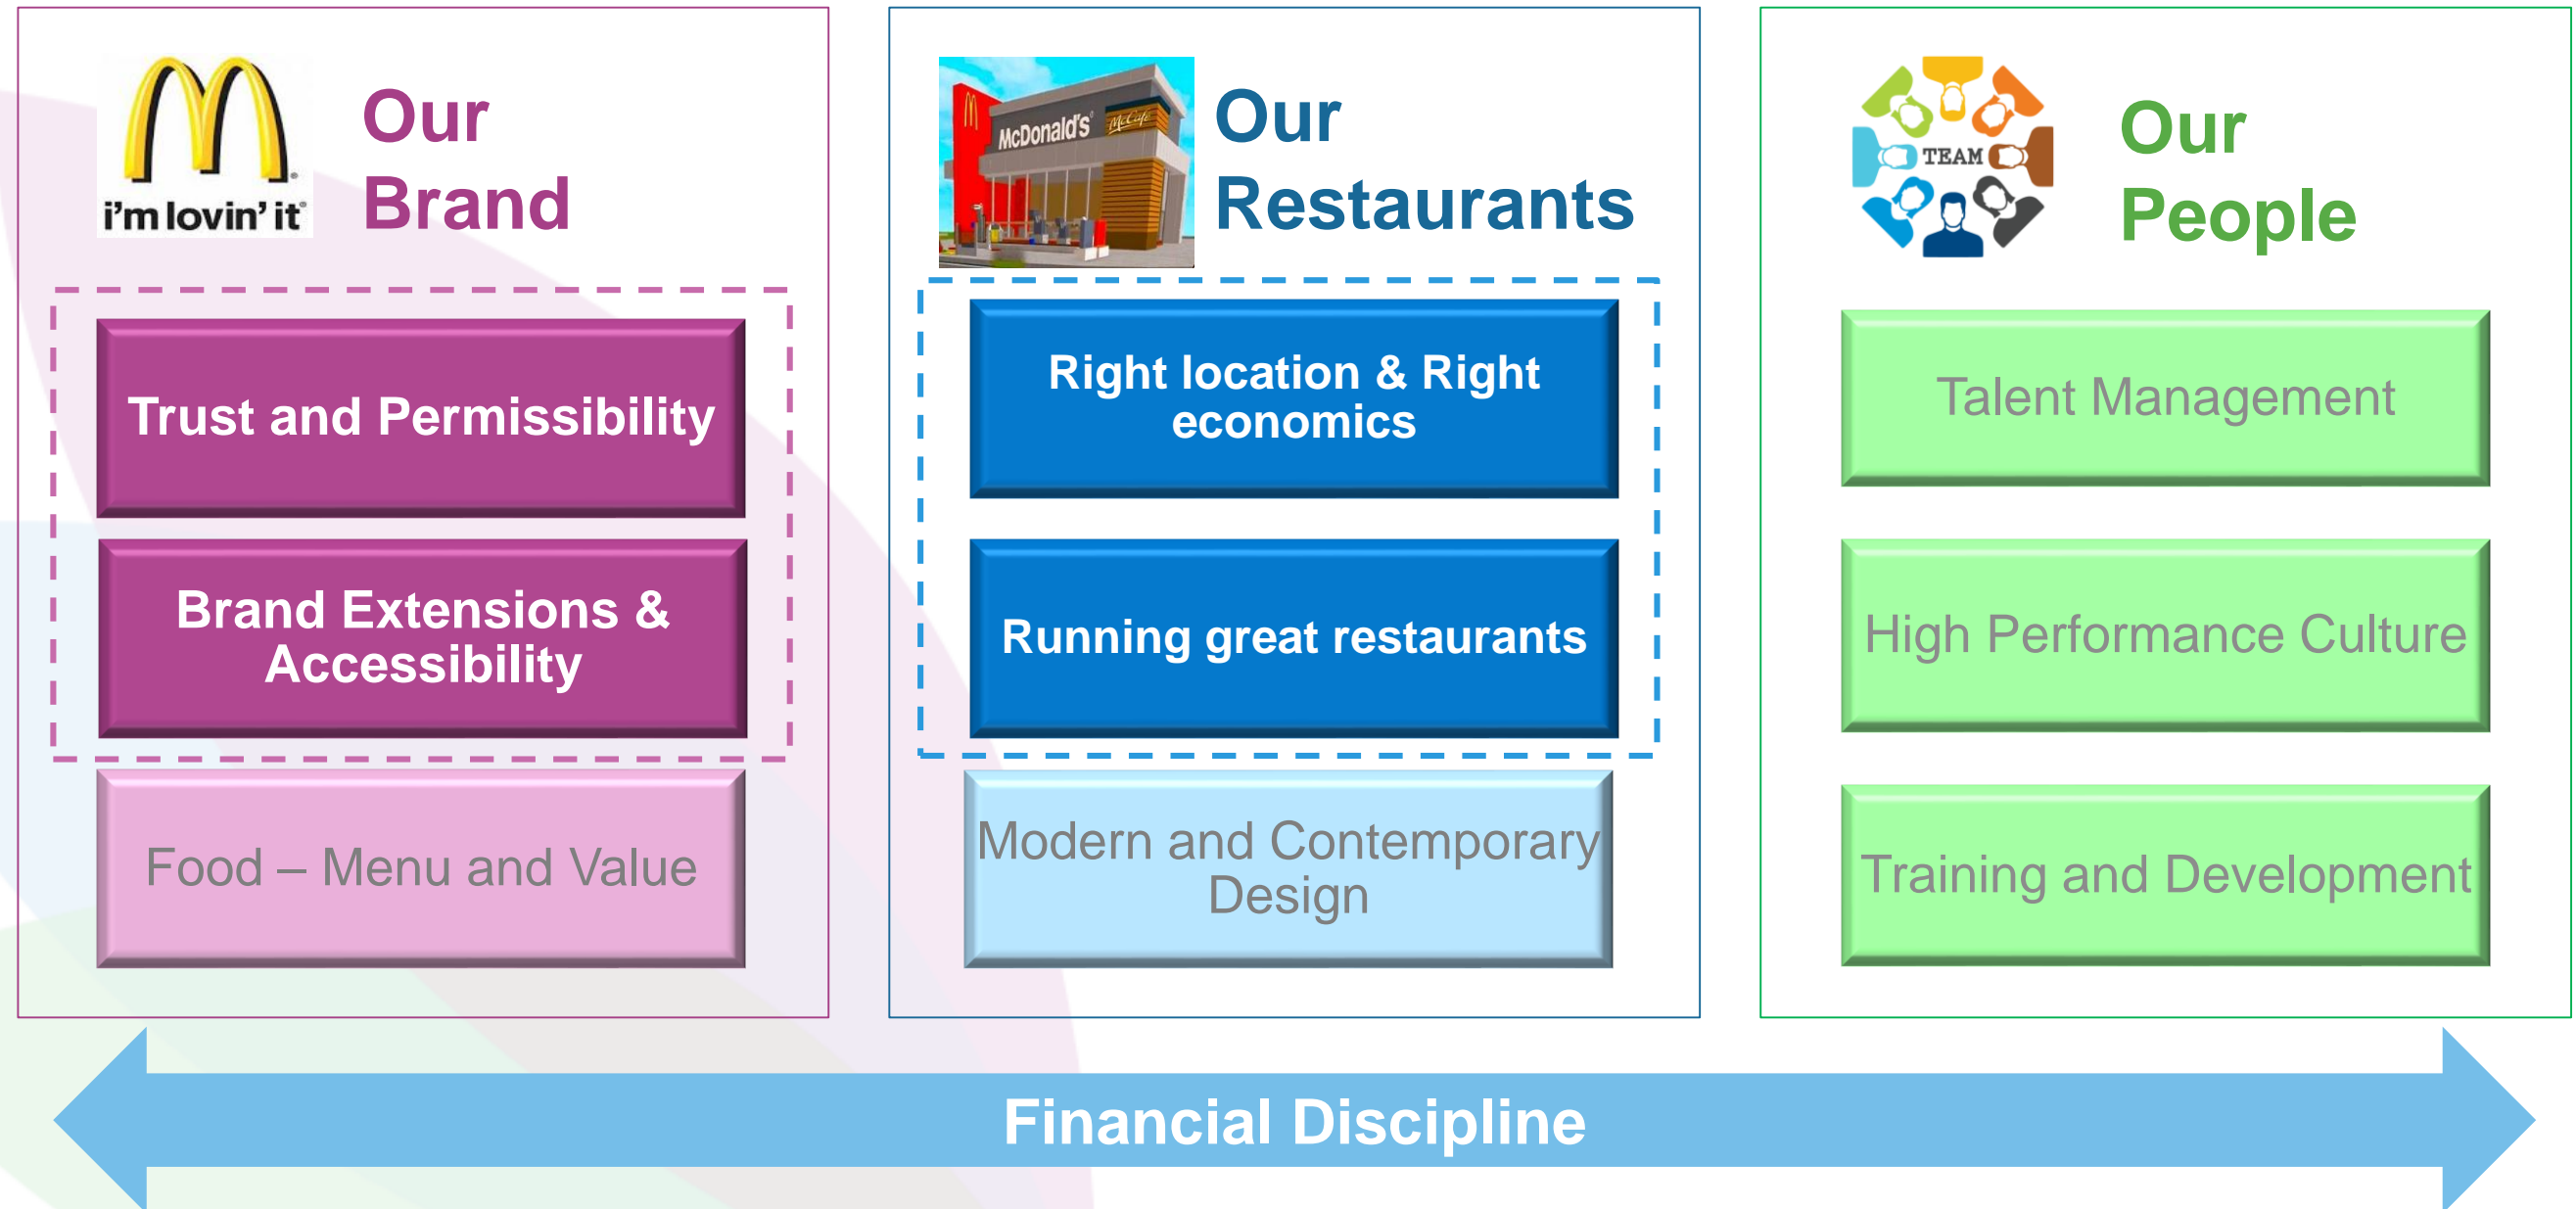 i'm lovin' it®
Our
Brand
Trust and Permissibility
Brand Extensions &
Accessibility
Food – Menu and Value
McDonald's
McCafé
Our
Restaurants
Right location & Right
economics
Running great restaurants
Modern and Contemporary
Design
TEAM
Our
People
Talent Management
High Performance Culture
Training and Development
Financial Discipline